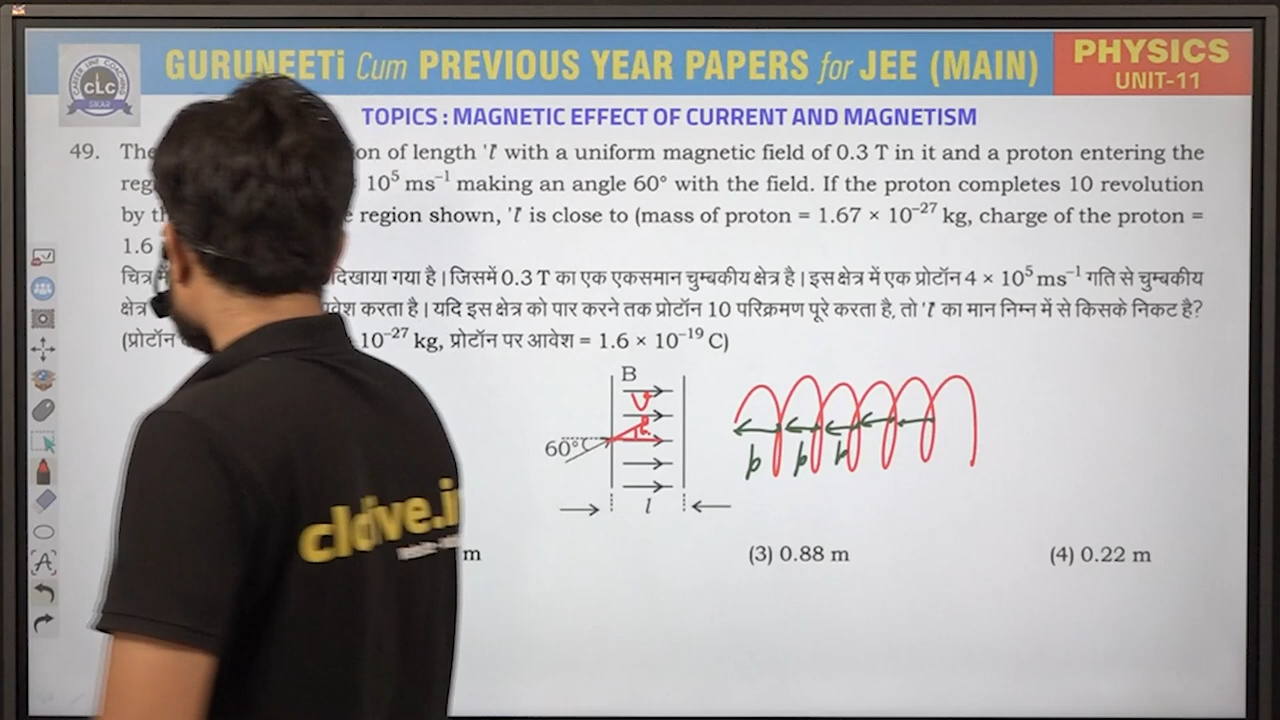 GURUNEETi Cum PREVIOUS YEAR PAPERS for JEE (MAIN)
PHYSICS
UNIT-11
CLC
SIKAR
TOPICS : MAGNETIC EFFECT OF CURRENT AND MAGNETISM
49. The on of length 'l' with a uniform magnetic field of 0.3 T in it and a proton entering the
reg 10⁵ ms⁻¹ making an angle 60° with the field. If the proton completes 10 revolution
by th e region shown, 'l' is close to (mass of proton = 1.67 × 10⁻²⁷ kg, charge of the proton =
1.6
चित्र में दिखाया गया है। जिसमें 0.3 T का एक एकसमान चुम्बकीय क्षेत्र है। इस क्षेत्र में एक प्रोटॉन 4 × 10⁵ ms⁻¹ गति से चुम्बकीय
क्षेत्र वेश करता है। यदि इस क्षेत्र को पार करने तक प्रोटॉन 10 परिक्रमण पूरे करता है, तो 'l' का मान निम्न में से किसके निकट है?
(प्रोटॉन 10⁻²⁷ kg, प्रोटॉन पर आवेश = 1.6 × 10⁻¹⁹ C)
B
V
60°
p p p
l
m (3) 0.88 m (4) 0.22 m